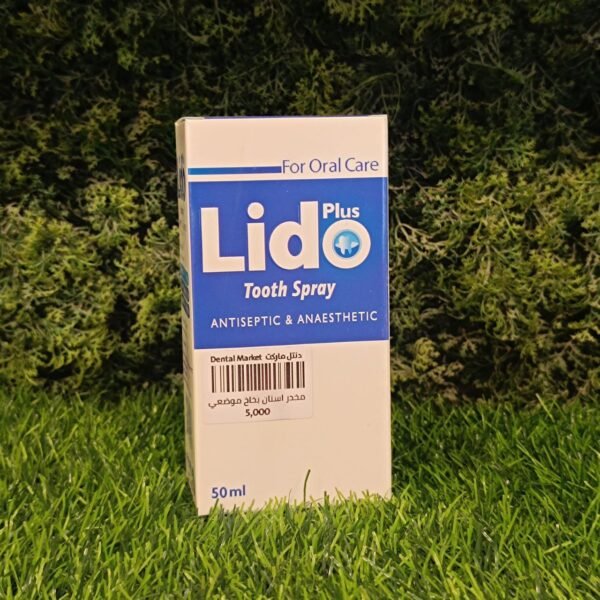 For Oral Care
Lido Plus
Tooth Spray
ANTISEPTIC & ANAESTHETIC
Dental Market دنتل ماركت
مخدر اسنان بخاخ موضعي
5,000
50ml